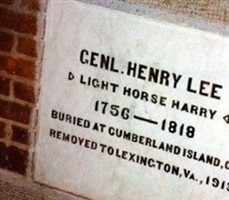 GENL. HENRY LEE
LIGHT HORSE HARRY
1756 — 1818
BURIED AT CUMBERLAND ISLAND, G
REMOVED TO LEXINGTON, VA., 1913